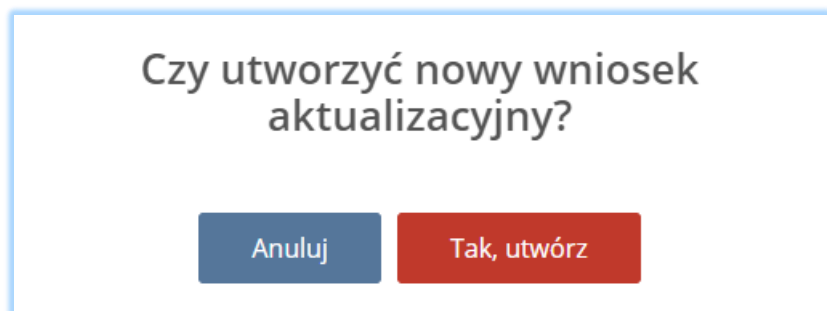 Czy utworzyć nowy wniosek
aktualizacyjny?
Anuluj
Tak, utwórz